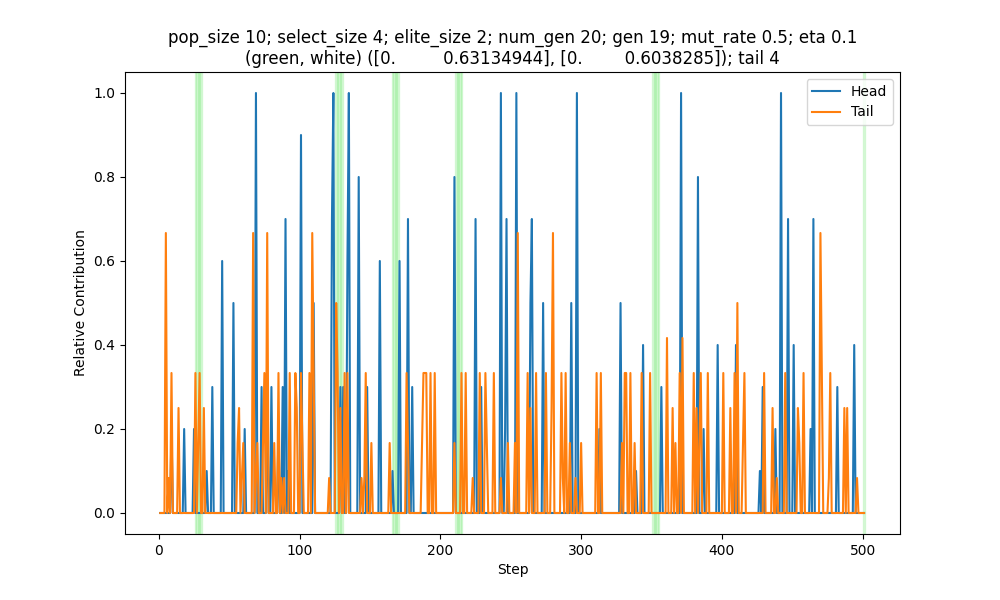 pop_size 10; select_size 4; elite_size 2; num_gen 20; gen 19; mut_rate 0.5; eta 0.1
(green, white) ([0.         0.63134944], [0.        0.6038285]); tail 4
Head
Tail
Relative Contribution
1.0
0.8
0.6
0.4
0.2
0.0
0
100
200
300
400
500
Step